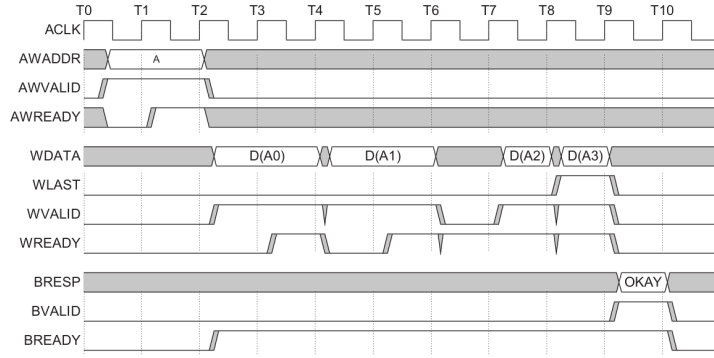 T0 T1 T2 T3 T4 T5 T6 T7 T8 T9 T10
ACLK
AWADDR A
AWVALID
AWREADY
WDATA D(A0) D(A1) D(A2) D(A3)
WLAST
WVALID
WREADY
BRESP OKAY
BVALID
BREADY